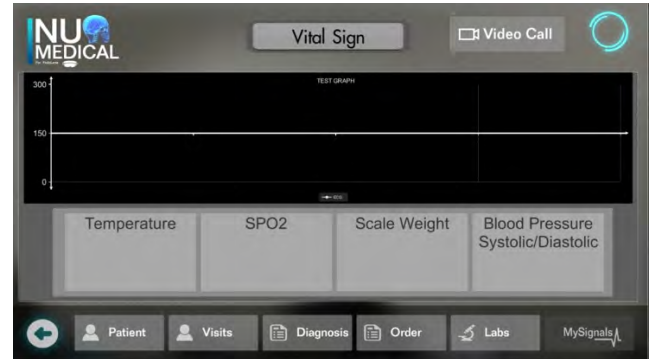 NU
MEDICAL
Vital Sign
Video Call
TEST GRAPH
300
150
0
ECG
Temperature
SPO2
Scale Weight
Blood Pressure
Systolic/Diastolic
Patient
Visits
Diagnosis
Order
Labs
MySignals